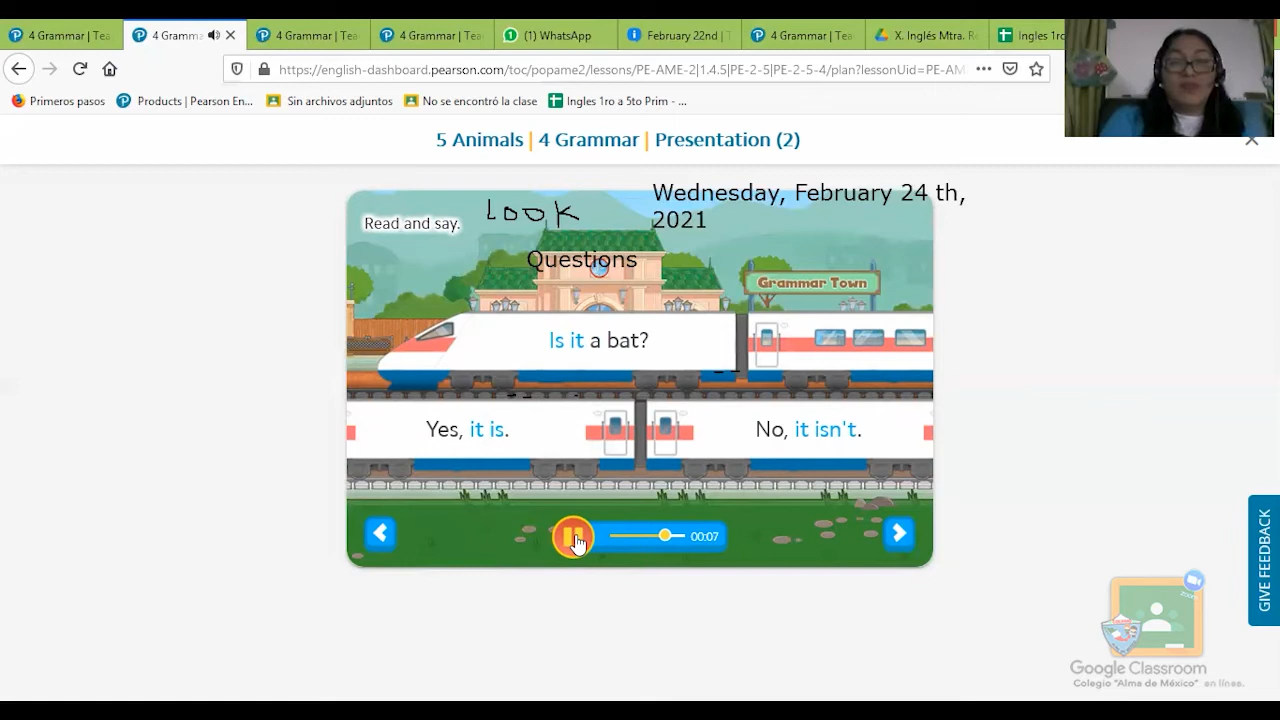 4 Grammar | Tea
4 Gramma
4 Grammar | Tea
4 Grammar | Tea
(1) WhatsApp
February 22nd | T
4 Grammar | Tea
X. Inglés Mtra. R
Ingles 1ro
https://english-dashboard.pearson.com/toc/popame2/lessons/PE-AME-2|1.4.5|PE-2-5|PE-2-5-4/plan?lessonUid=PE-AM
Primeros pasos
Products | Pearson En...
Sin archivos adjuntos
No se encontró la clase
Ingles 1ro a 5to Prim - ...
5 Animals | 4 Grammar | Presentation (2)
Wednesday, February 24 th,
2021
Read and say.
Look
Questions
Grammar Town
Is it a bat?
Yes, it is.
No, it isn't.
00:07
GIVE FEEDBACK
zoom
Google Classroom
Colegio "Alma de México" en línea.